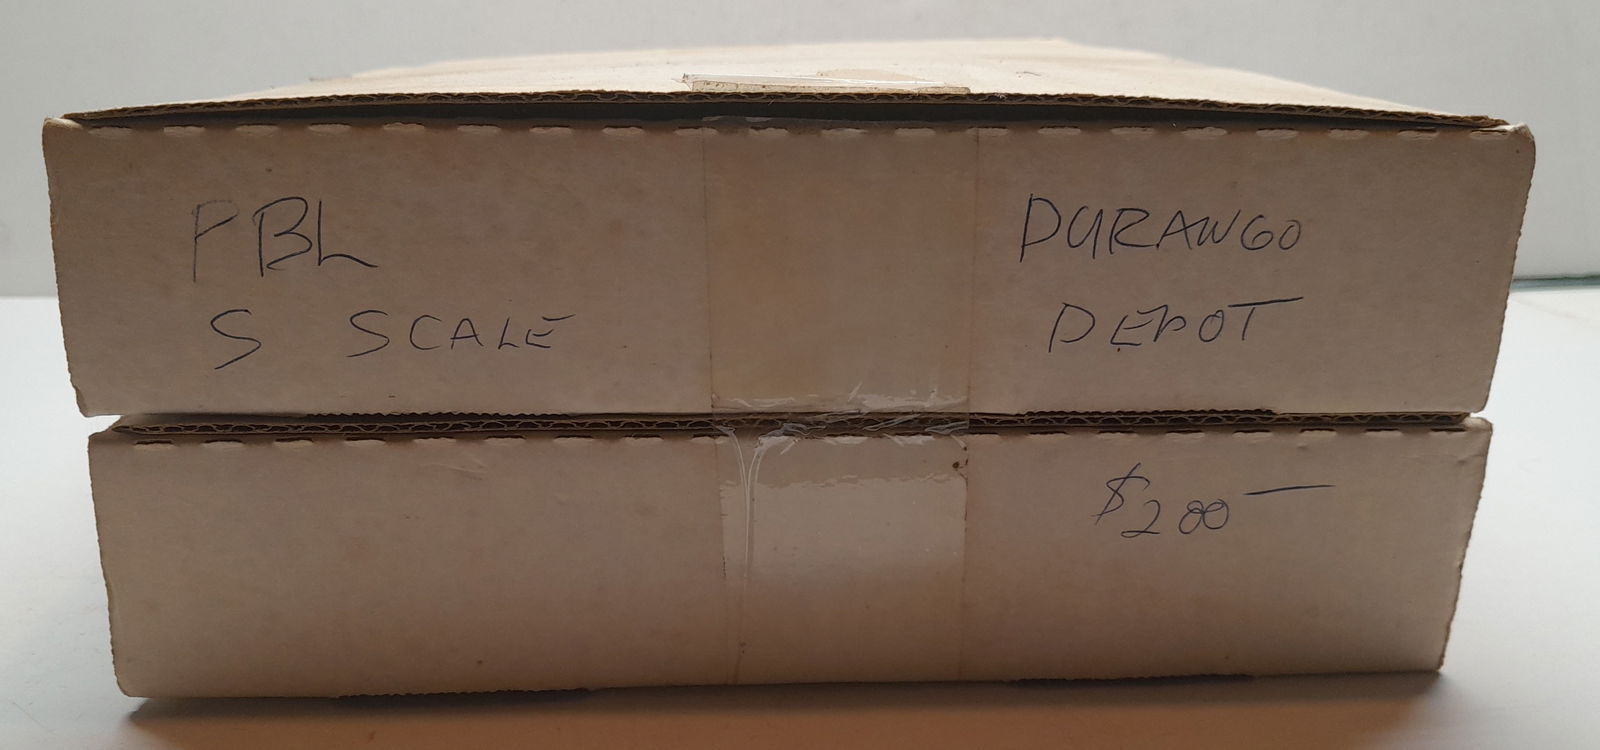 PBL
S SCALE
DURANGO
DEPOT
$200—